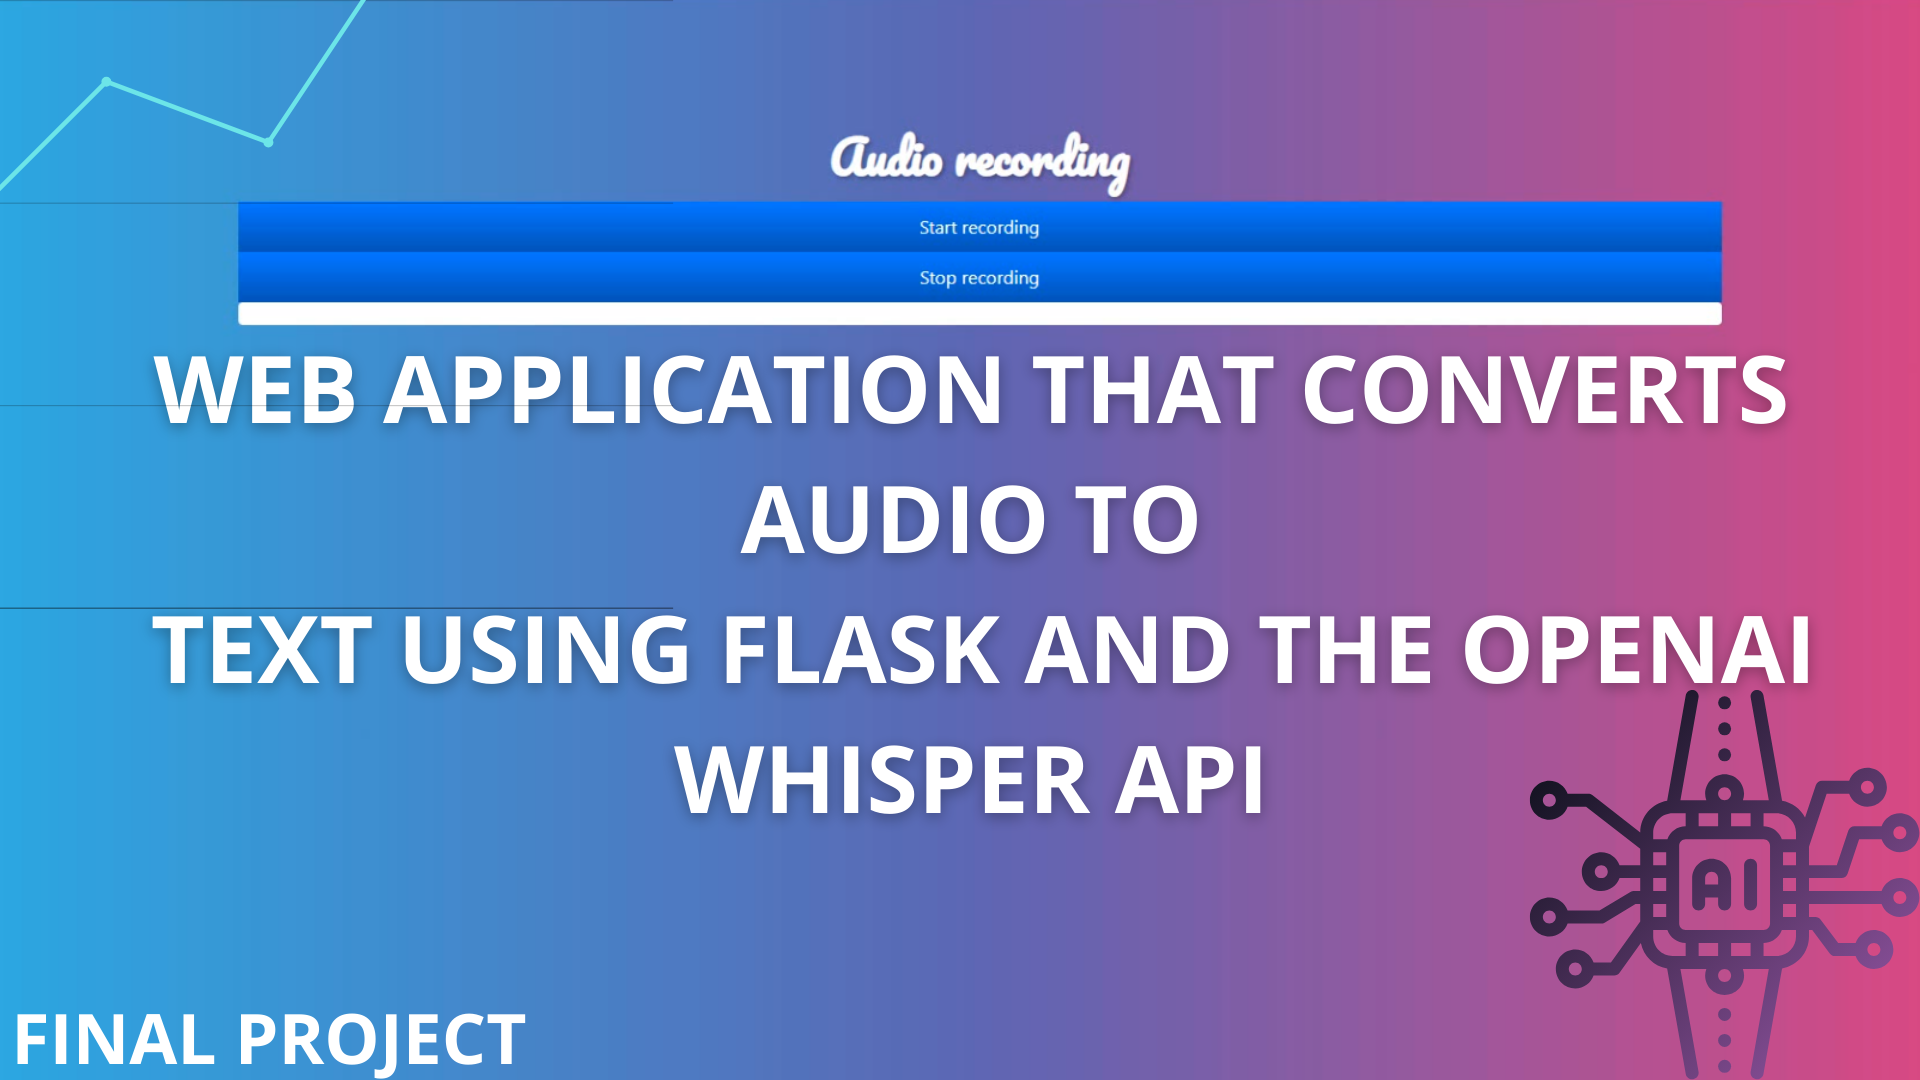 Audio recording
Start recording
Stop recording
WEB APPLICATION THAT CONVERTS
AUDIO TO
TEXT USING FLASK AND THE OPENAI
WHISPER API
AI
FINAL PROJECT